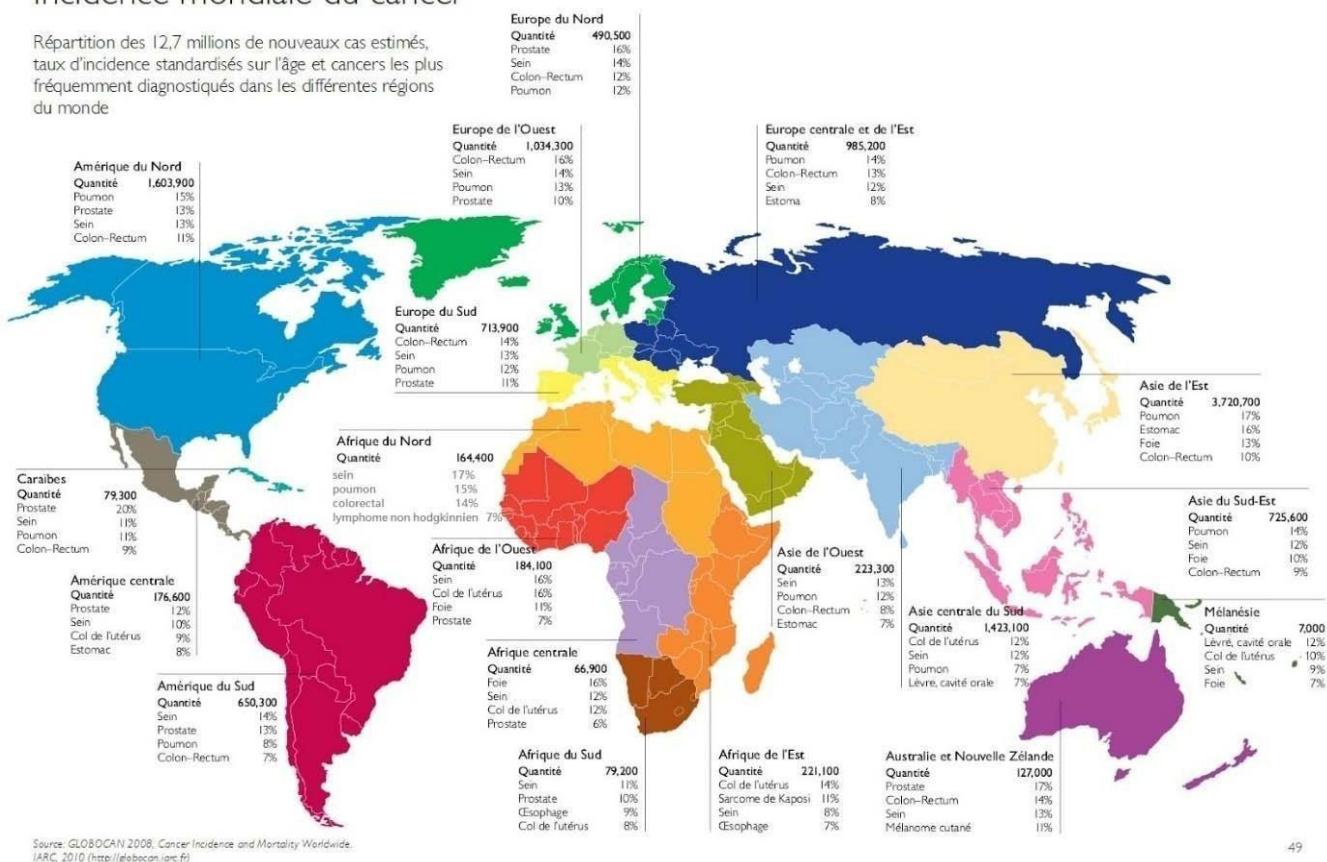 Incidence mondiale du cancer
Répartition des 12,7 millions de nouveaux cas estimés,
taux d'incidence standardisés sur l'âge et cancers les plus
fréquemment diagnostiqués dans les différentes régions
du monde
Europe du Nord
Quantité 490,500
Prostate 16%
Sein 14%
Colon–Rectum 12%
Poumon 12%
Europe de l'Ouest
Quantité 1,034,300
Colon–Rectum 16%
Sein 14%
Poumon 13%
Prostate 10%
Europe centrale et de l'Est
Quantité 985,200
Poumon 14%
Colon–Rectum 13%
Sein 12%
Estoma 8%
Amérique du Nord
Quantité 1,603,900
Poumon 15%
Prostate 13%
Sein 13%
Colon–Rectum 11%
Europe du Sud
Quantité 713,900
Colon–Rectum 14%
Sein 13%
Poumon 12%
Prostate 11%
Asie de l'Est
Quantité 3,720,700
Poumon 17%
Estomac 16%
Foie 13%
Colon–Rectum 10%
Afrique du Nord
Quantité 164,400
sein 17%
poumon 15%
colorectal 14%
lymphome non hodgkinnien 7%
Caraïbes
Quantité 79,300
Prostate 20%
Sein 11%
Poumon 11%
Colon–Rectum 9%
Asie du Sud-Est
Quantité 725,600
Poumon 14%
Sein 12%
Foie 10%
Colon–Rectum 9%
Afrique de l'Ouest
Quantité 184,100
Sein 16%
Col de l'utérus 16%
Foie 11%
Prostate 7%
Asie de l'Ouest
Quantité 223,300
Sein 13%
Poumon 12%
Colon–Rectum 8%
Estomac 7%
Amérique centrale
Quantité 176,600
Prostate 12%
Sein 10%
Col de l'utérus 9%
Estomac 8%
Asie centrale du Sud
Quantité 1,423,100
Col de l'utérus 12%
Sein 12%
Poumon 7%
Lèvre, cavité orale 7%
Mélanésie
Quantité 7,000
Lèvre, cavité orale 12%
Col de l'utérus 10%
Sein 9%
Foie 7%
Afrique centrale
Quantité 66,900
Foie 16%
Sein 12%
Col de l'utérus 12%
Prostate 6%
Amérique du Sud
Quantité 650,300
Sein 14%
Prostate 13%
Poumon 8%
Colon–Rectum 7%
Afrique du Sud
Quantité 79,200
Sein 11%
Prostate 10%
Œsophage 9%
Col de l'utérus 8%
Afrique de l'Est
Quantité 221,100
Col de l'utérus 14%
Sarcome de Kaposi 11%
Sein 8%
Œsophage 7%
Australie et Nouvelle Zélande
Quantité 127,000
Prostate 17%
Colon–Rectum 14%
Sein 13%
Mélanome cutané 11%
Source: GLOBOCAN 2008, Cancer Incidence and Mortality Worldwide.
IARC, 2010 (http://globocan.iarc.fr)
49